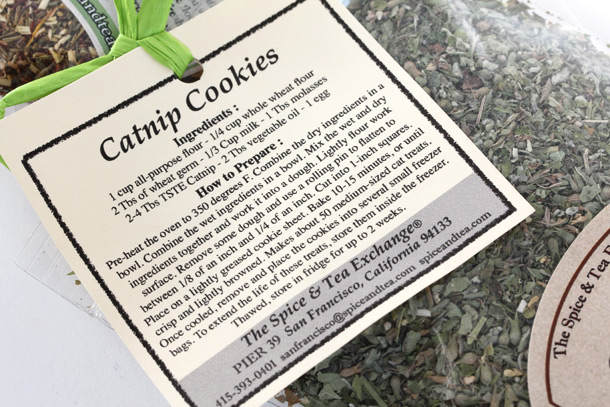 eandtea
Catnip Cookies
Ingredients :
1 cup all-purpose flour - 1/4 cup whole wheat flour
2 Tbs of wheat germ - 1/3 Cup milk - 1 Tbs molasses
2-4 Tbs TSTE Catnip - 2 Tbs vegetable oil - 1 egg
How to Prepare :
Pre-heat the oven to 350 degrees F. Combine the dry ingredients in a
bowl. Combine the wet ingredients in a bowl. Mix the wet and dry
ingredients together and work it into a dough. Lightly flour work
surface. Remove some dough and use a rolling pin to flatten to
between 1/8 of an inch and 1/4 of an inch. Cut into 1-inch squares.
Place on a lightly greased cookie sheet. Bake 10-15 minutes, or until
crisp and lightly browned. Makes about 50 medium-sized cat treats.
Once cooled, remove and place the cookies into several small freezer
bags. To extend the life of these treats, store them inside the freezer.
Thawed, store in fridge for up to 2 weeks.
The Spice & Tea Exchange®
PIER 39 San Francisco, California 94133
415-393-0401 sanfrancisco@spiceandtea.com spiceandtea.com
The Spice & Tea